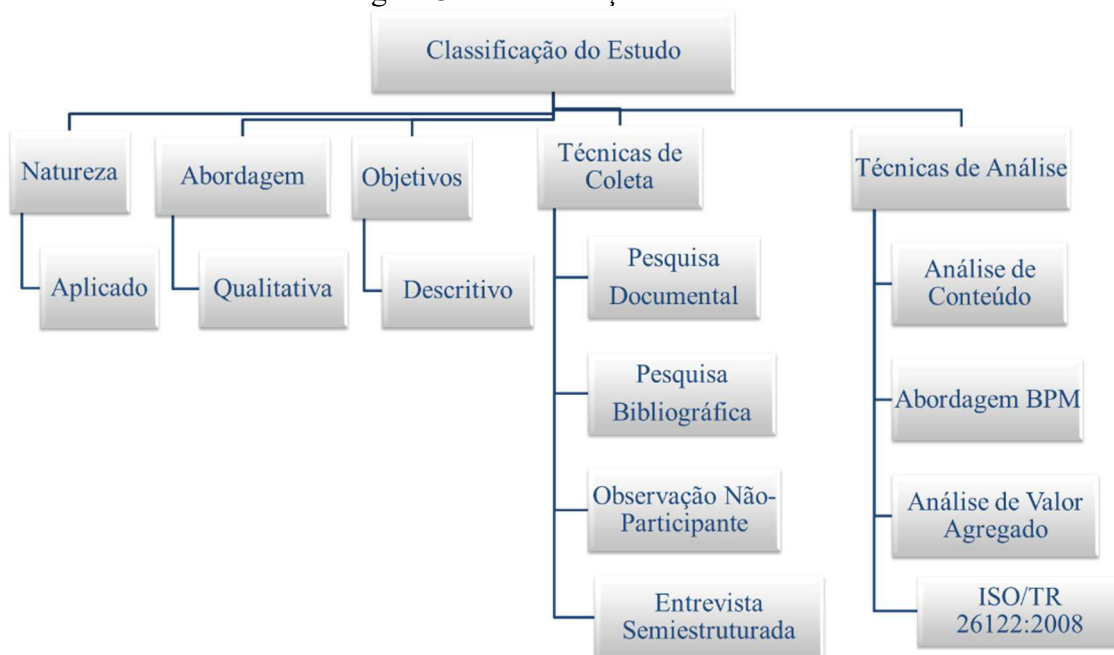 Classificação do Estudo
Natureza
Abordagem
Objetivos
Técnicas de
Coleta
Técnicas de Análise
Aplicado
Qualitativa
Descritivo
Pesquisa
Documental
Pesquisa
Bibliográfica
Observação Não-
Participante
Entrevista
Semiestruturada
Análise de
Conteúdo
Abordagem BPM
Análise de Valor
Agregado
ISO/TR
26122:2008